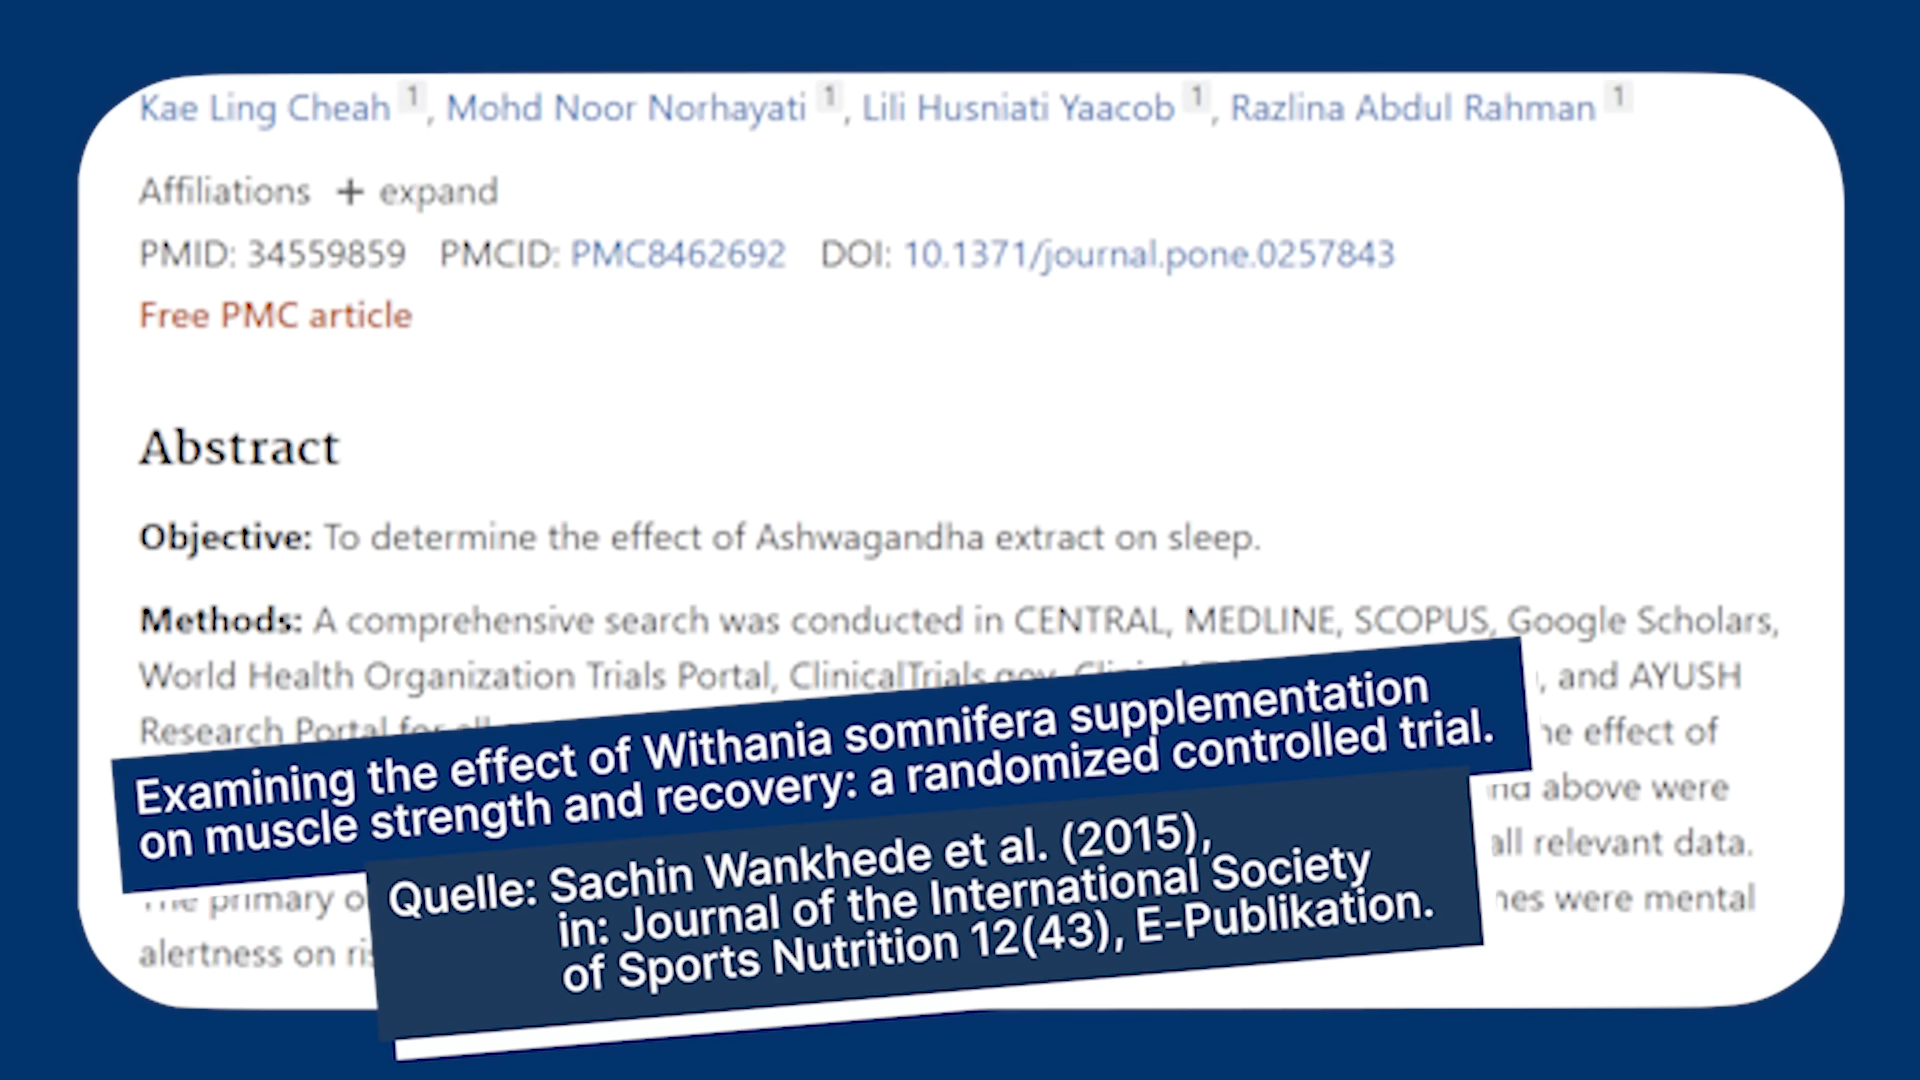 Kae Ling Cheah 1, Mohd Noor Norhayati 1, Lili Husniati Yaacob 1, Razlina Abdul Rahman 1
Affiliations + expand
PMID: 34559859 PMCID: PMC8462692 DOI: 10.1371/journal.pone.0257843
Free PMC article
Abstract
Objective: To determine the effect of Ashwagandha extract on sleep.
Methods: A comprehensive search was conducted in CENTRAL, MEDLINE, SCOPUS, Google Scholars,
World Health Organization Trials Portal, ClinicalTrials.gov, , and AYUSH
Research Portal for all effect of
above were
all relevant data.
The primary were mental
alertness on
Examining the effect of Withania somnifera supplementation
on muscle strength and recovery: a randomized controlled trial.
Quelle: Sachin Wankhede et al. (2015),
in: Journal of the International Society
of Sports Nutrition 12(43), E-Publikation.